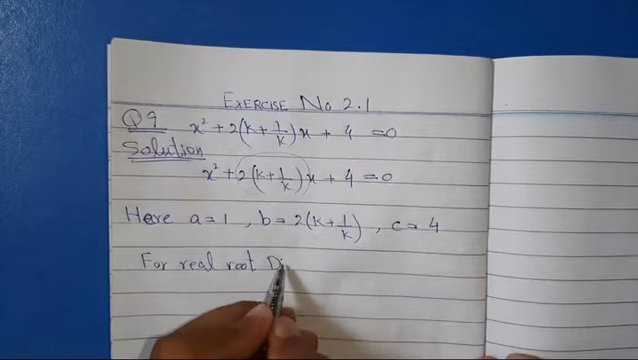 EXERCISE No 2.1
Q9 x² + 2(k + 1/k)x + 4 = 0
Solution
x² + 2(k + 1/k)x + 4 = 0
Here a = 1, b = 2(k + 1/k), c = 4
For real root